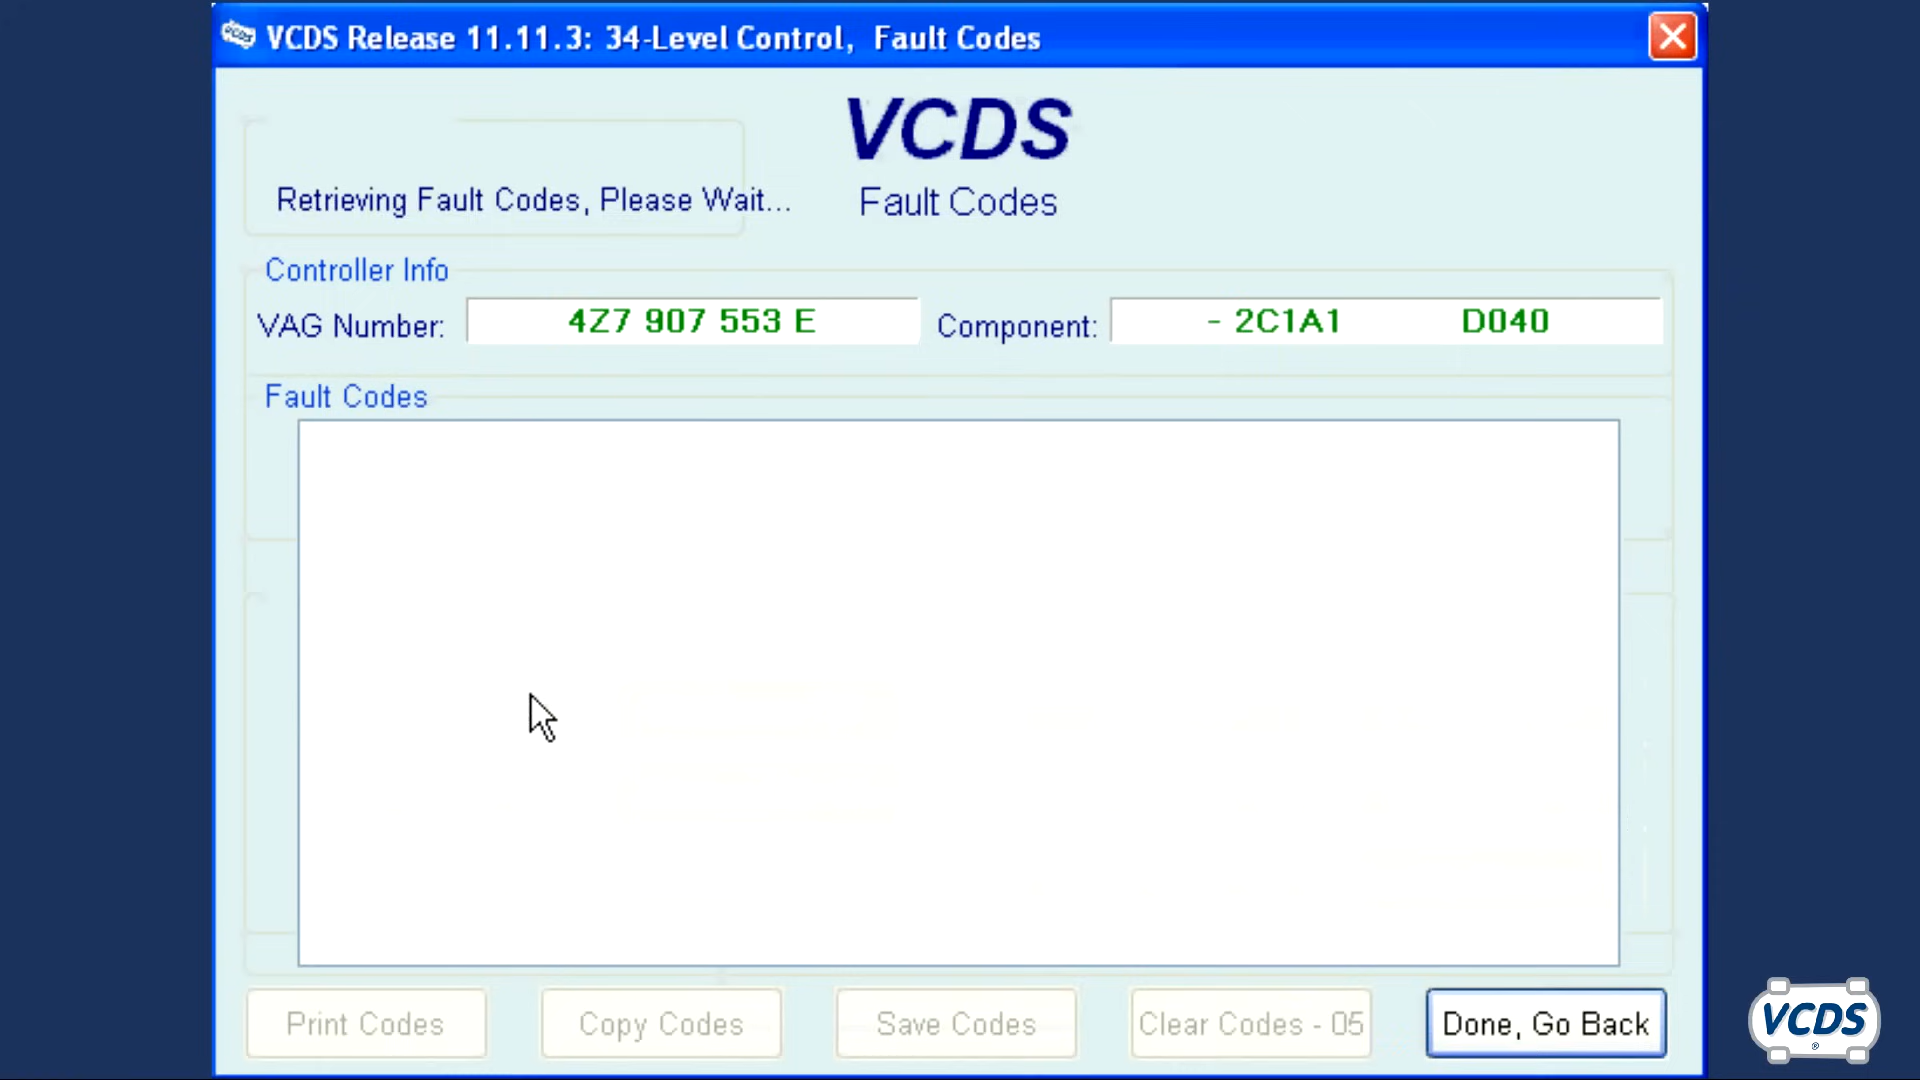 VCDS Release 11.11.3: 34-Level Control, Fault Codes
VCDS
Retrieving Fault Codes, Please Wait...
Fault Codes
Controller Info
VAG Number: 4Z7 907 553 E Component: - 2C1A1 D040
Fault Codes
Print Codes
Copy Codes
Save Codes
Clear Codes - 05
Done, Go Back
VCDS
®